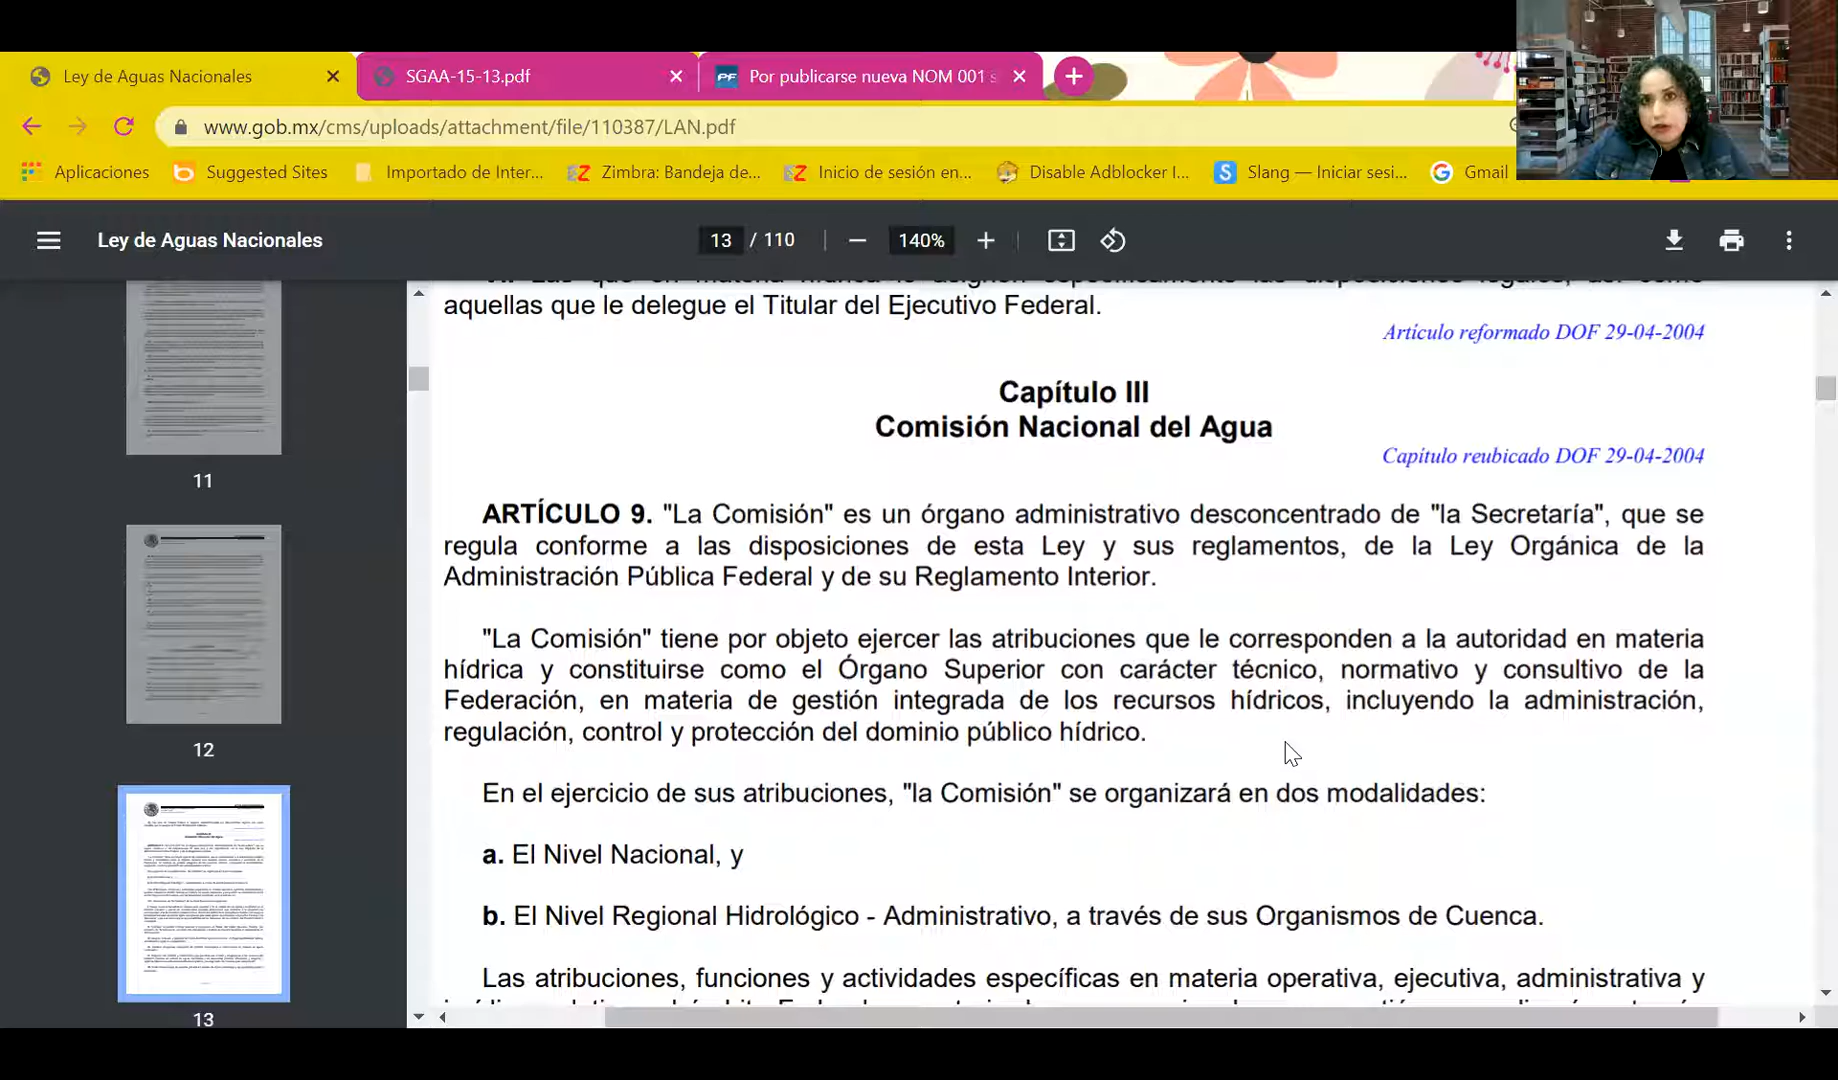 Ley de Aguas Nacionales
SGAA-15-13.pdf
Por publicarse nueva NOM 001 s
www.gob.mx/cms/uploads/attachment/file/110387/LAN.pdf
Aplicaciones
Suggested Sites
Importado de Inter...
Zimbra: Bandeja de...
Inicio de sesión en...
Disable Adblocker I...
Slang — Iniciar sesi...
Gmail
Ley de Aguas Nacionales
13 / 110
140%
11
12
13
aquellas que le delegue el Titular del Ejecutivo Federal.
Artículo reformado DOF 29-04-2004
Capítulo III
Comisión Nacional del Agua
Capítulo reubicado DOF 29-04-2004
ARTÍCULO 9. "La Comisión" es un órgano administrativo desconcentrado de "la Secretaría", que se
regula conforme a las disposiciones de esta Ley y sus reglamentos, de la Ley Orgánica de la
Administración Pública Federal y de su Reglamento Interior.
"La Comisión" tiene por objeto ejercer las atribuciones que le corresponden a la autoridad en materia
hídrica y constituirse como el Órgano Superior con carácter técnico, normativo y consultivo de la
Federación, en materia de gestión integrada de los recursos hídricos, incluyendo la administración,
regulación, control y protección del dominio público hídrico.
En el ejercicio de sus atribuciones, "la Comisión" se organizará en dos modalidades:
a. El Nivel Nacional, y
b. El Nivel Regional Hidrológico - Administrativo, a través de sus Organismos de Cuenca.
Las atribuciones, funciones y actividades específicas en materia operativa, ejecutiva, administrativa y